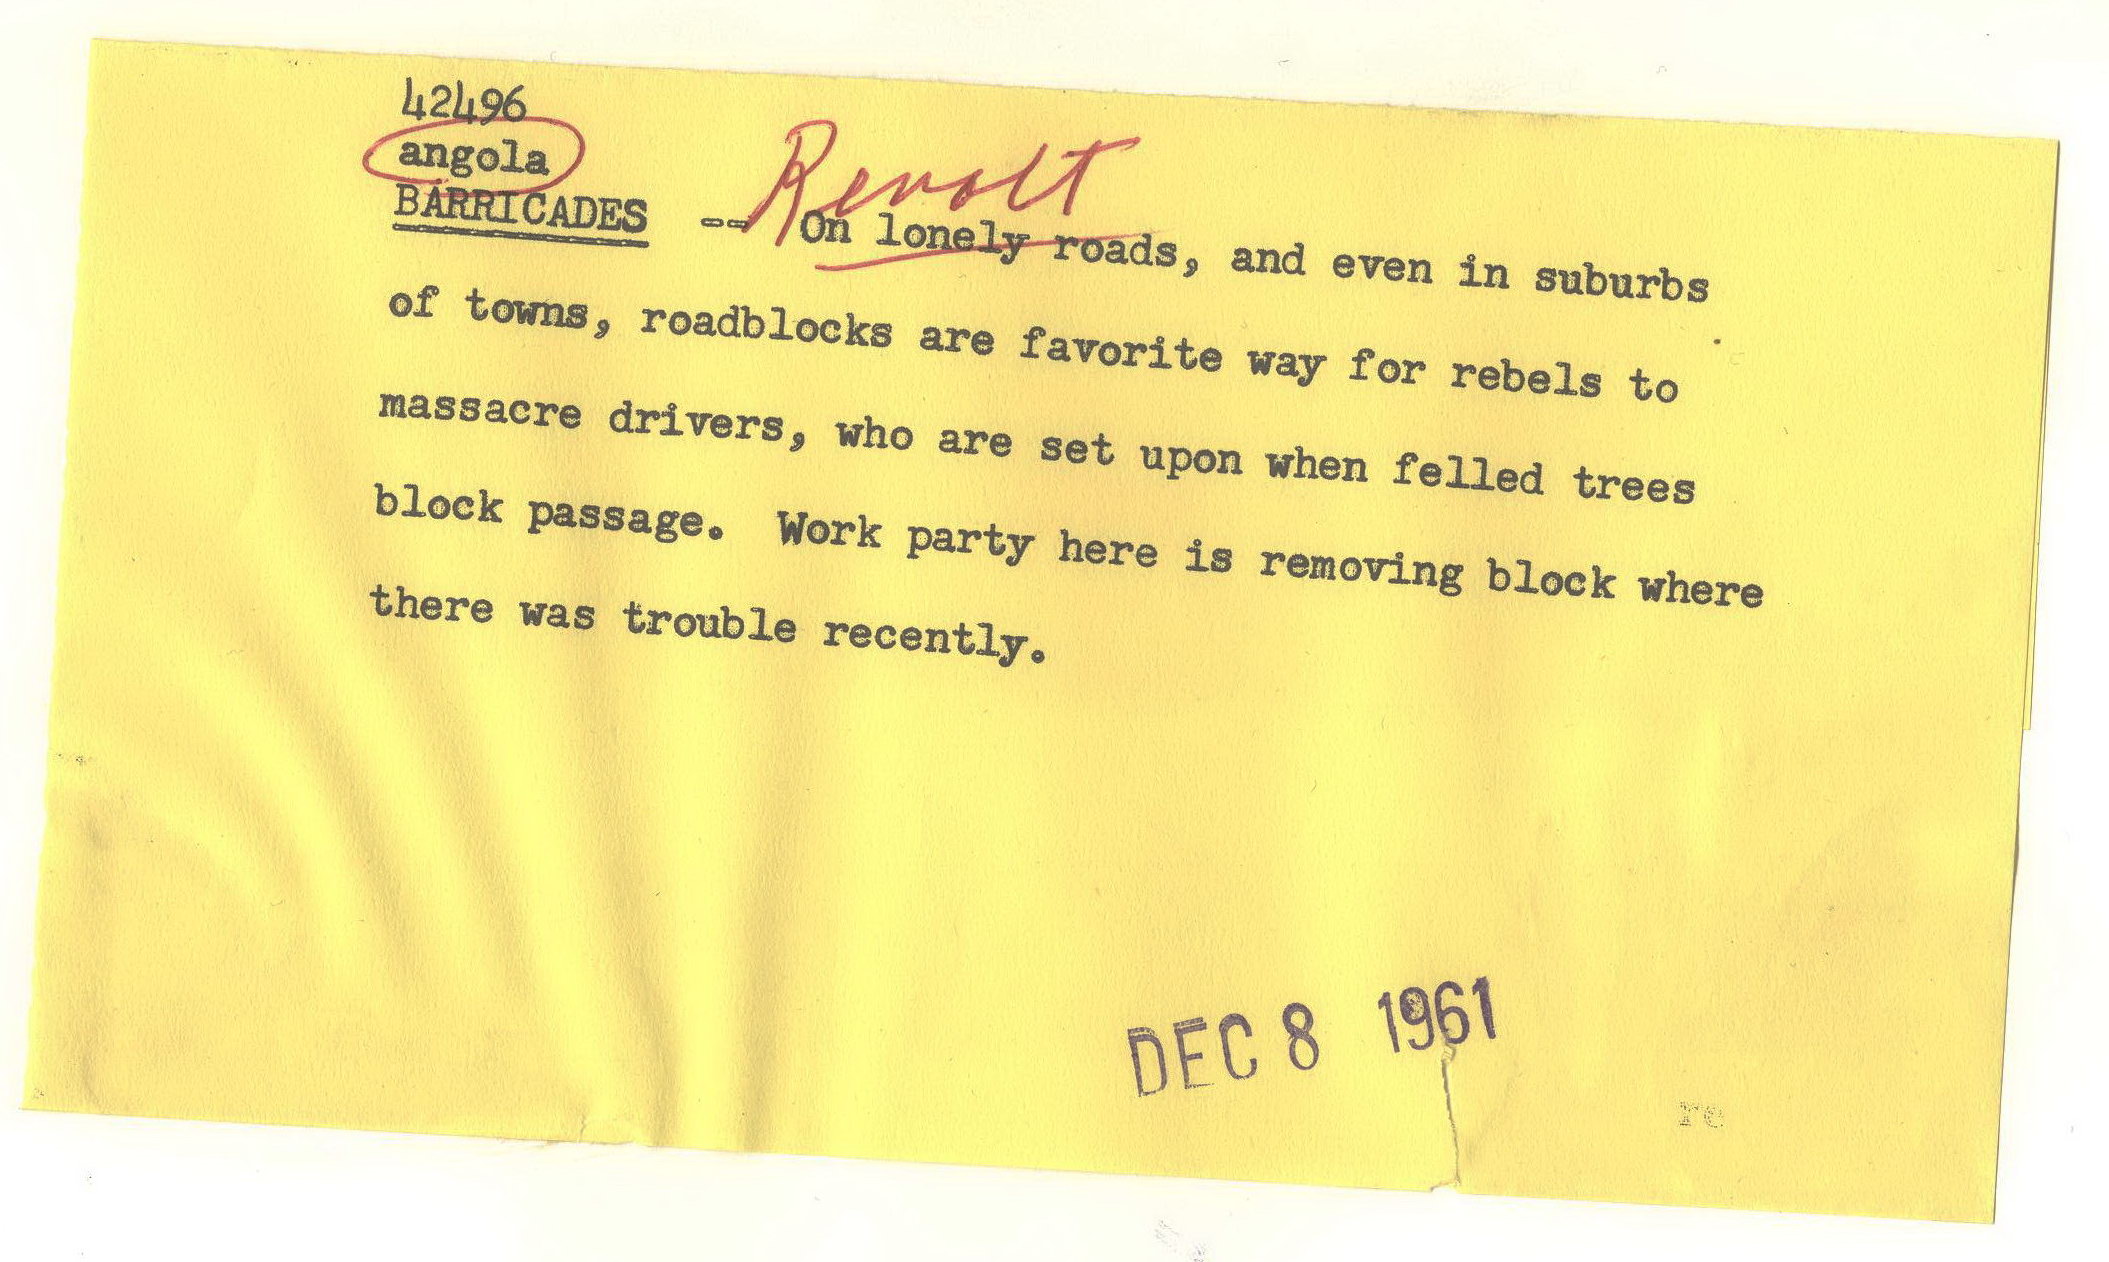 42496
angola
Revolt
BARRICADES -- On lonely roads, and even in suburbs
of towns, roadblocks are favorite way for rebels to
massacre drivers, who are set upon when felled trees
block passage. Work party here is removing block where
there was trouble recently.
DEC 8 1961
re